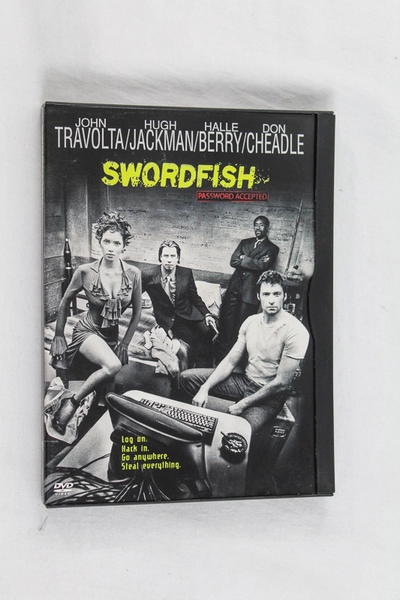 JOHN HUGH HALLE DON
TRAVOLTA/JACKMAN/BERRY/CHEADLE
SWORDFISH
PASSWORD ACCEPTED
Log on.
Hack in.
Go anywhere.
Steal everything.
DVD
VIDEO